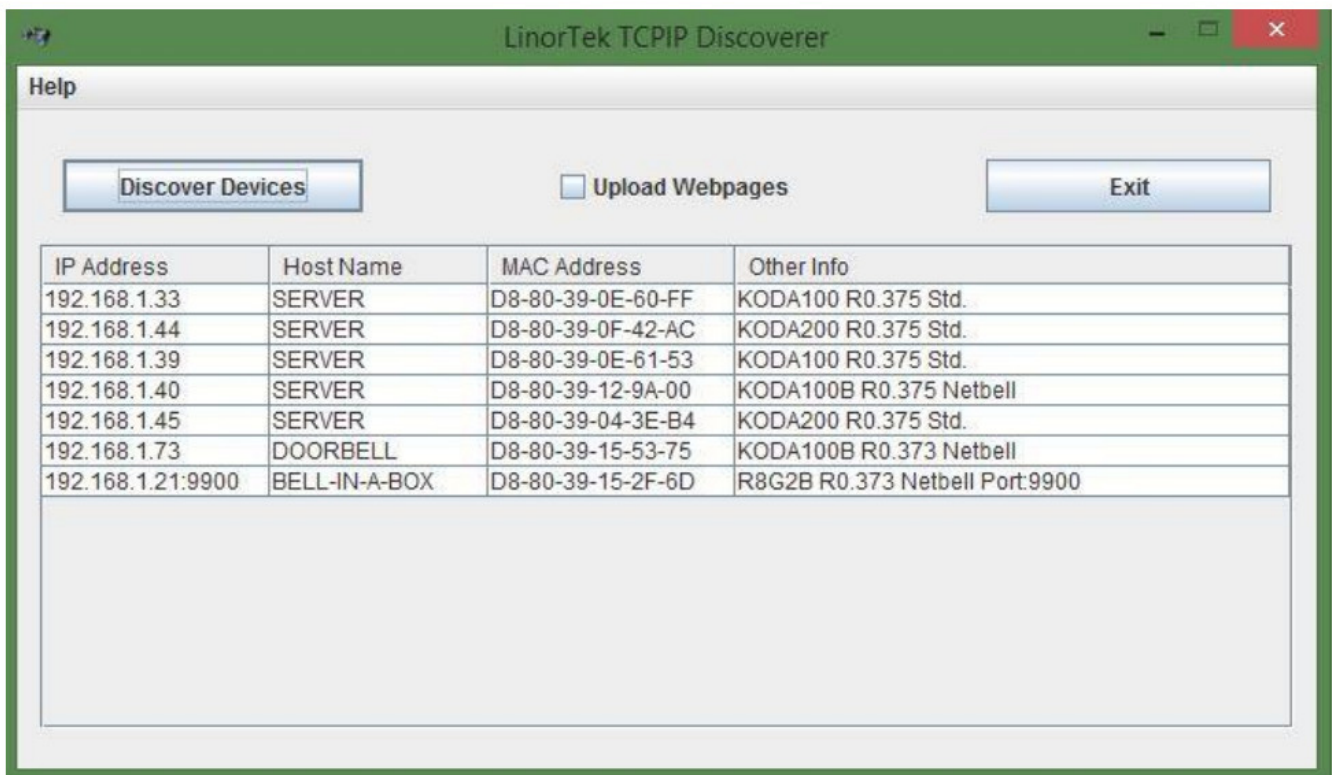 LinorTek TCPIP Discoverer
Help
Discover Devices Upload Webpages Exit
IP Address Host Name MAC Address Other Info
192.168.1.33 SERVER D8-80-39-0E-60-FF KODA100 R0.375 Std.
192.168.1.44 SERVER D8-80-39-0F-42-AC KODA200 R0.375 Std.
192.168.1.39 SERVER D8-80-39-0E-61-53 KODA100 R0.375 Std.
192.168.1.40 SERVER D8-80-39-12-9A-00 KODA100B R0.375 Netbell
192.168.1.45 SERVER D8-80-39-04-3E-B4 KODA200 R0.375 Std.
192.168.1.73 DOORBELL D8-80-39-15-53-75 KODA100B R0.373 Netbell
192.168.1.21:9900 BELL-IN-A-BOX D8-80-39-15-2F-6D R8G2B R0.373 Netbell Port:9900